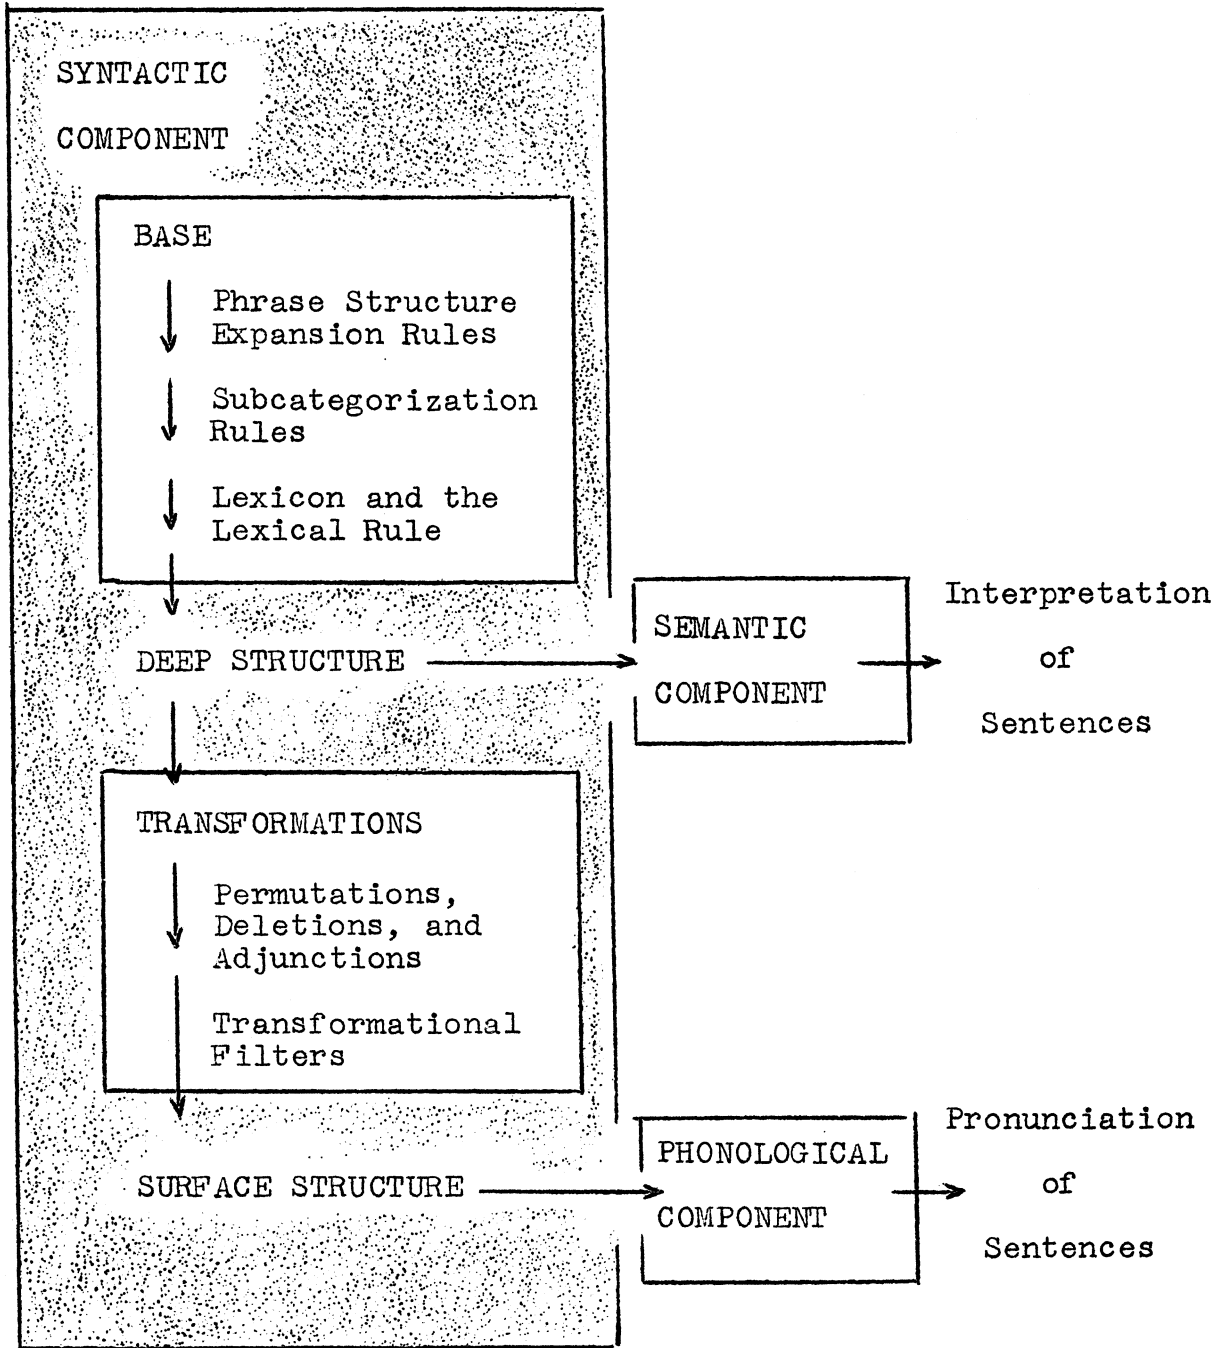 SYNTACTIC
COMPONENT
BASE
Phrase Structure
Expansion Rules
Subcategorization
Rules
Lexicon and the
Lexical Rule
DEEP STRUCTURE
SEMANTIC
COMPONENT
Interpretation
of
Sentences
TRANSFORMATIONS
Permutations,
Deletions, and
Adjunctions
Transformational
Filters
SURFACE STRUCTURE
PHONOLOGICAL
COMPONENT
Pronunciation
of
Sentences